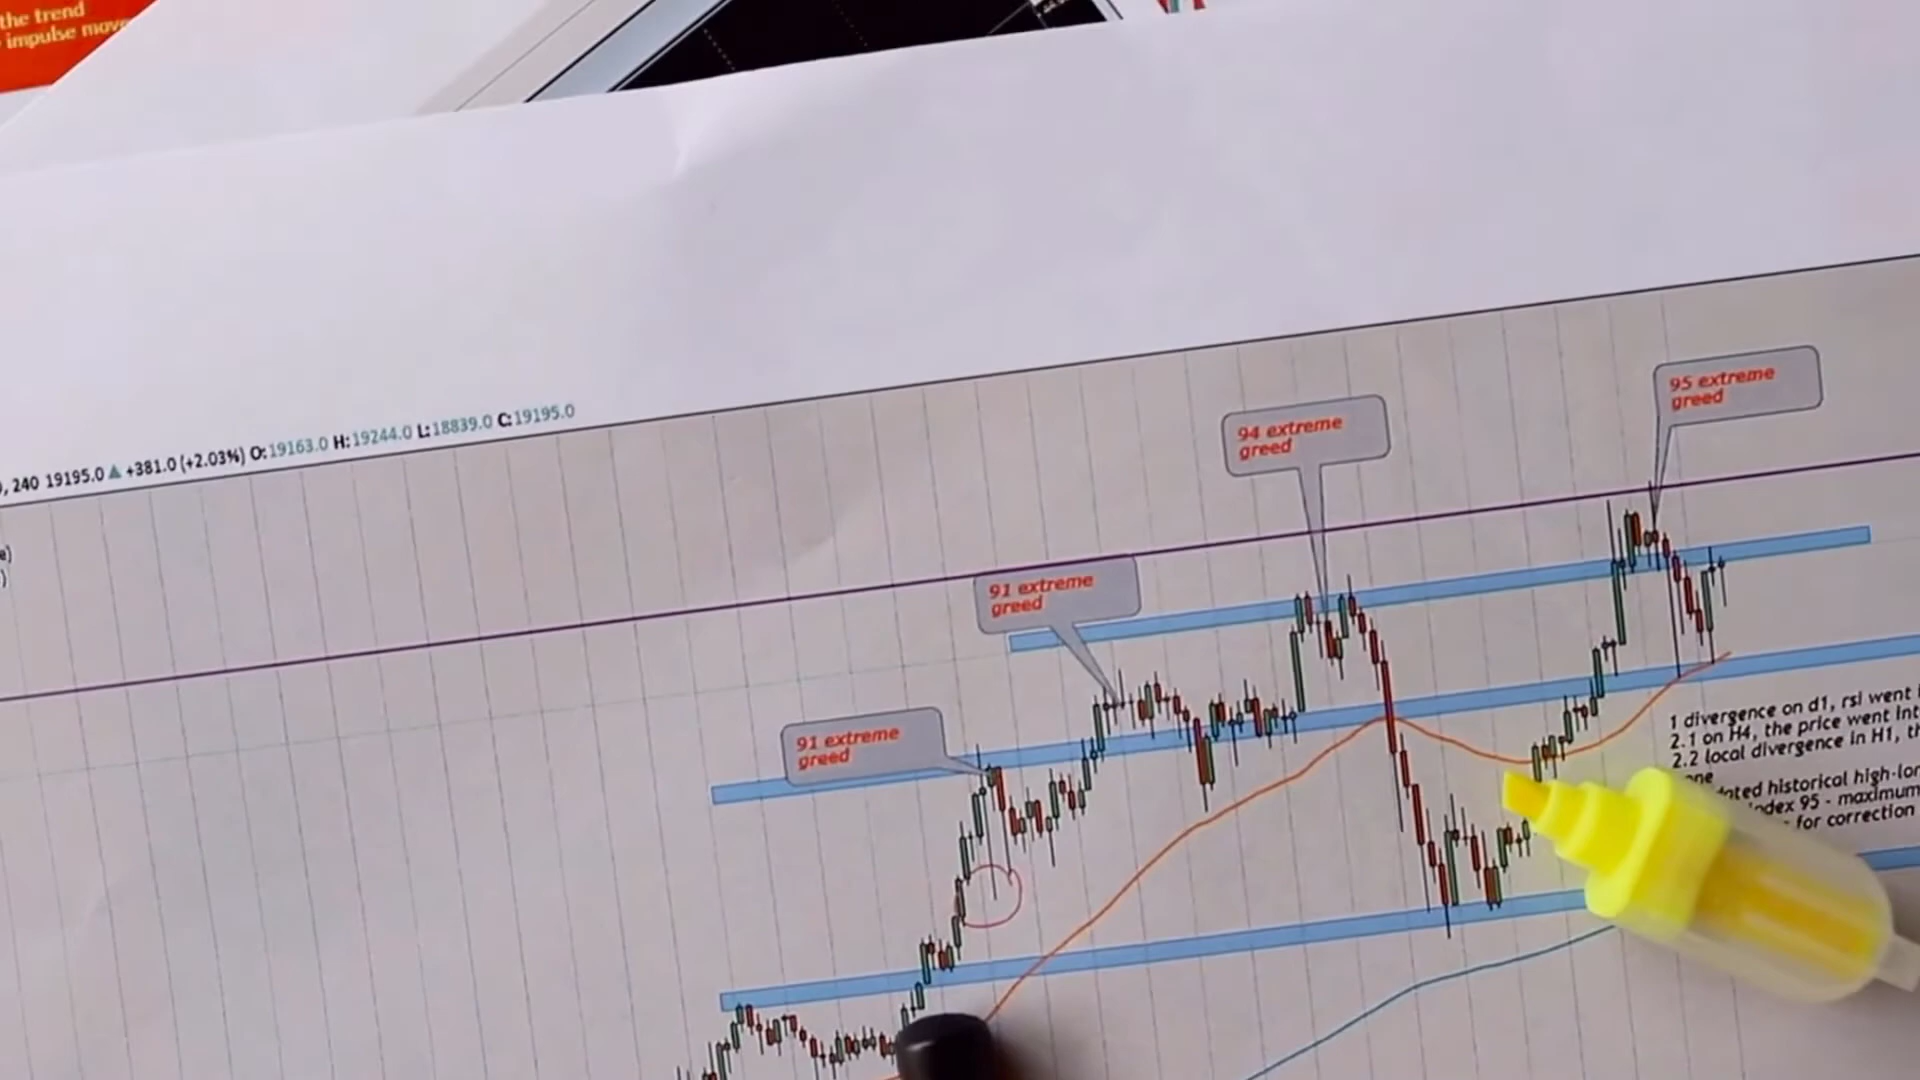 the trend
impulse move
, 240 19195.0 ▲ +381.0 (+2.03%) O:19163.0 H:19244.0 L:18839.0 C:19195.0
95 extreme
greed
94 extreme
greed
91 extreme
greed
91 extreme
greed
1 divergence on d1, rsi went
2.1 on H4, the price went int
2.2 local divergence in H1, th
historical high-lon
index 95 - maximum
for correction